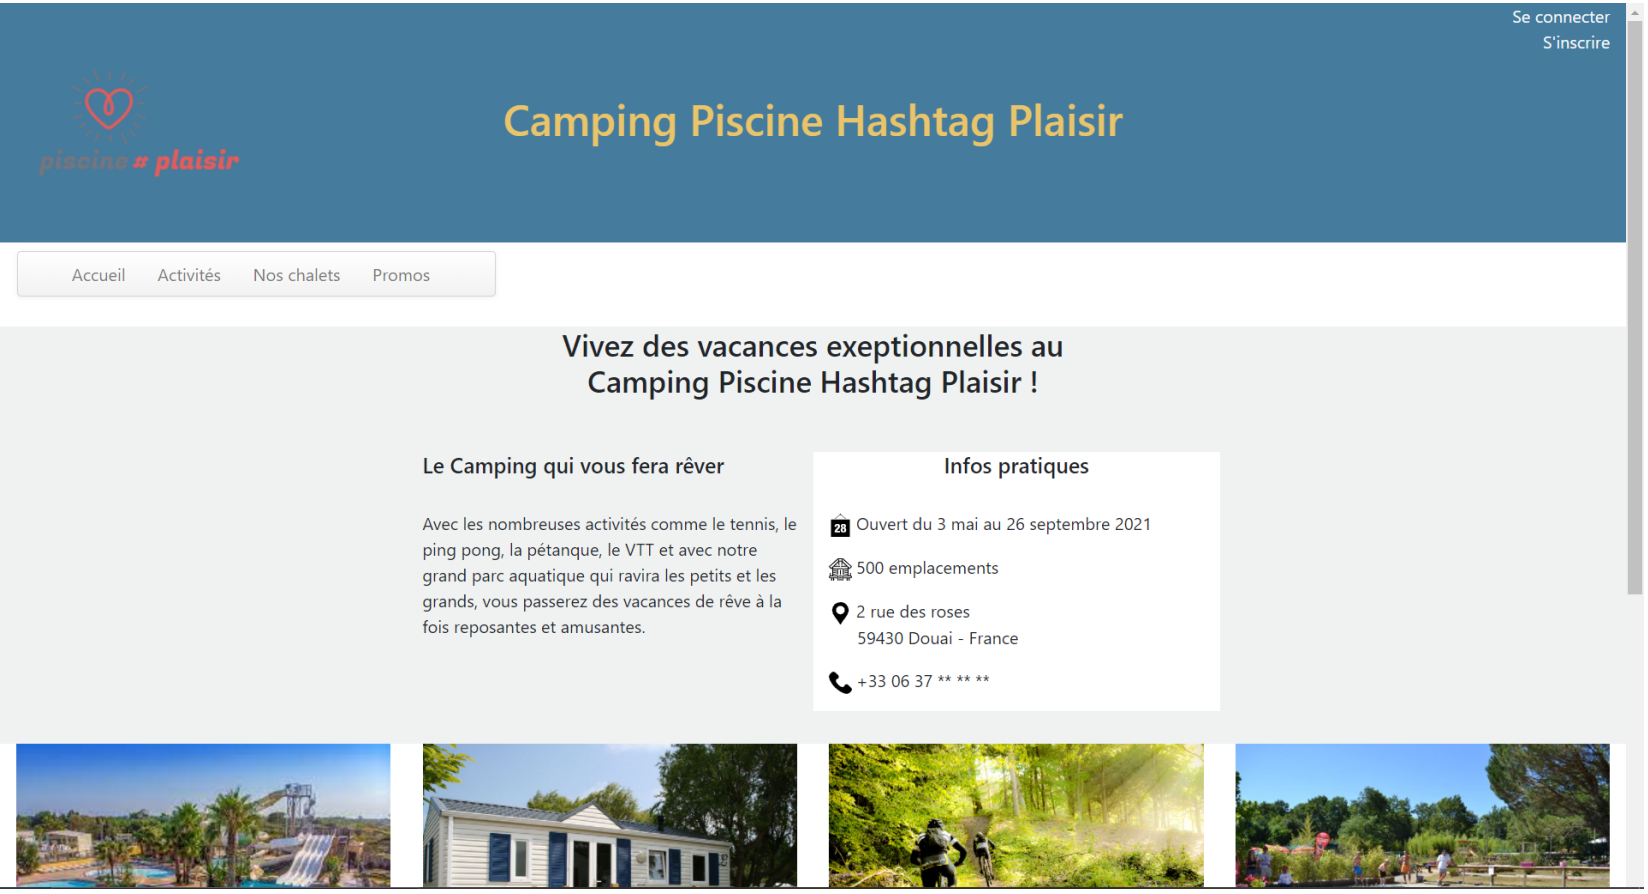 Se connecter
S'inscrire
piscine # plaisir
Camping Piscine Hashtag Plaisir
Accueil Activités Nos chalets Promos
Vivez des vacances exeptionnelles au
Camping Piscine Hashtag Plaisir !
Le Camping qui vous fera rêver
Avec les nombreuses activités comme le tennis, le
ping pong, la pétanque, le VTT et avec notre
grand parc aquatique qui ravira les petits et les
grands, vous passerez des vacances de rêve à la
fois reposantes et amusantes.
Infos pratiques
28 Ouvert du 3 mai au 26 septembre 2021
500 emplacements
2 rue des roses
59430 Douai - France
+33 06 37 ** ** **